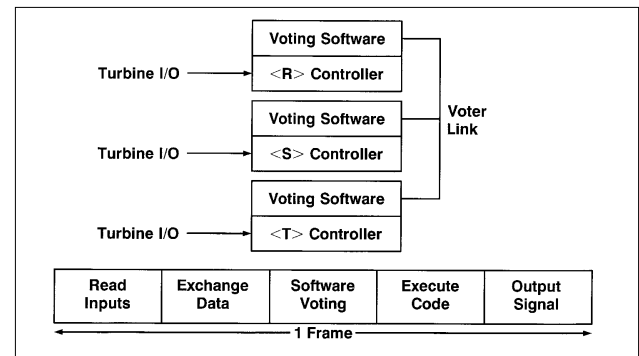 Voting Software
Turbine I/O
<R> Controller
Voting Software
Voter
Link
Turbine I/O
<S> Controller
Voting Software
Turbine I/O
<T> Controller
Read
Inputs
Exchange
Data
Software
Voting
Execute
Code
Output
Signal
1 Frame